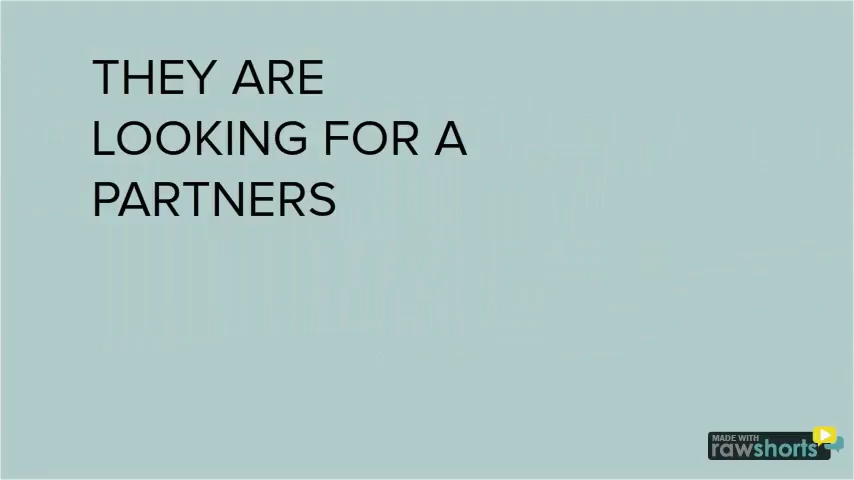 THEY ARE
LOOKING FOR A
PARTNERS
MADE WITH
rawshorts